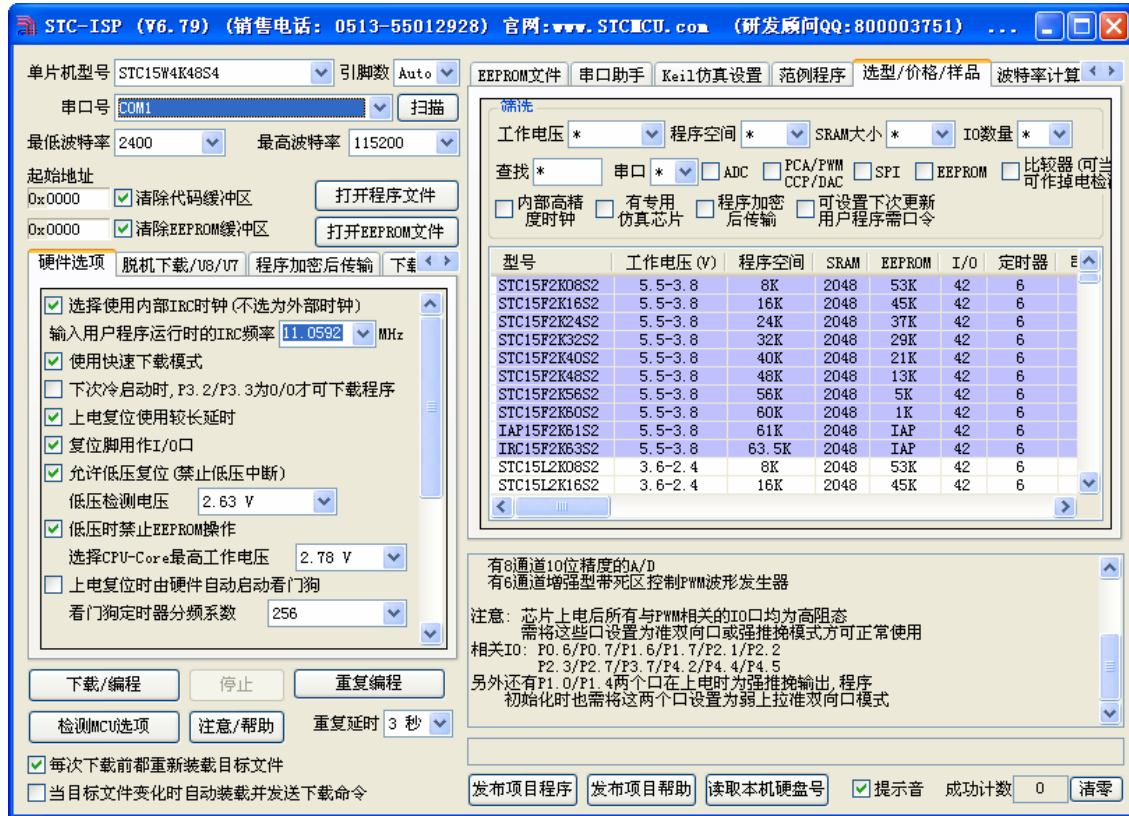 STC-ISP (V6.79) (销售电话: 0513-55012928) 官网:www.STCMCU.com (研发顾问QQ:800003751) ...
单片机型号 STC15W4K48S4 引脚数 Auto
串口号 COM1 扫描
最低波特率 2400 最高波特率 115200
起始地址
0x0000 清除代码缓冲区 打开程序文件
0x0000 清除EEPROM缓冲区 打开EEPROM文件
硬件选项 脱机下载/U8/U7 程序加密后传输
选择使用内部IRC时钟(不选为外部时钟)
输入用户程序运行时的IRC频率 11.0592 MHz
使用快速下载模式
下次冷启动时,P3.2/P3.3为0/0才可下载程序
上电复位使用较长延时
复位脚用作I/O口
允许低压复位(禁止低压中断)
低压检测电压 2.63 V
低压时禁止EEPROM操作
选择CPU-Core最高工作电压 2.78 V
上电复位时由硬件自动启动看门狗
看门狗定时器分频系数 256
下载/编程 停止 重复编程
检测MCU选项 注意/帮助 重复延时 3 秒
每次下载前都重新装载目标文件
当目标文件变化时自动装载并发送下载命令
EEPROM文件 串口助手 Keil仿真设置 范例程序 选型/价格/样品 波特率计算
筛选
工作电压 * 程序空间 * SRAM大小 * IO数量 *
查找 * 串口 * ADC PCA/PWM CCP/DAC SPI EEPROM 比较器(可当 可作掉电检
内部高精度时钟 有专用仿真芯片 程序加密后传输 可设置下次更新用户程序需口令
型号 工作电压(V) 程序空间 SRAM EEPROM I/O 定时器
STC15F2K08S2 5.5-3.8 8K 2048 53K 42 6
STC15F2K16S2 5.5-3.8 16K 2048 45K 42 6
STC15F2K24S2 5.5-3.8 24K 2048 37K 42 6
STC15F2K32S2 5.5-3.8 32K 2048 29K 42 6
STC15F2K40S2 5.5-3.8 40K 2048 21K 42 6
STC15F2K48S2 5.5-3.8 48K 2048 13K 42 6
STC15F2K56S2 5.5-3.8 56K 2048 5K 42 6
STC15F2K60S2 5.5-3.8 60K 2048 1K 42 6
IAP15F2K61S2 5.5-3.8 61K 2048 IAP 42 6
IRC15F2K63S2 5.5-3.8 63.5K 2048 IAP 42 6
STC15L2K08S2 3.6-2.4 8K 2048 53K 42 6
STC15L2K16S2 3.6-2.4 16K 2048 45K 42 6
有8通道10位精度的A/D
有6通道增强型带死区控制PWM波形发生器
注意: 芯片上电后所有与PWM相关的IO口均为高阻态
需将这些口设置为准双向口或强推挽模式方可正常使用
相关IO: P0.6/P0.7/P1.6/P1.7/P2.1/P2.2
P2.3/P2.7/P3.7/P4.2/P4.4/P4.5
另外还有P1.0/P1.4两个口在上电时为强推挽输出,程序
初始化时也需将这两个口设置为弱上拉准双向口模式
发布项目程序 发布项目帮助 读取本机硬盘号 提示音 成功计数 0 清零